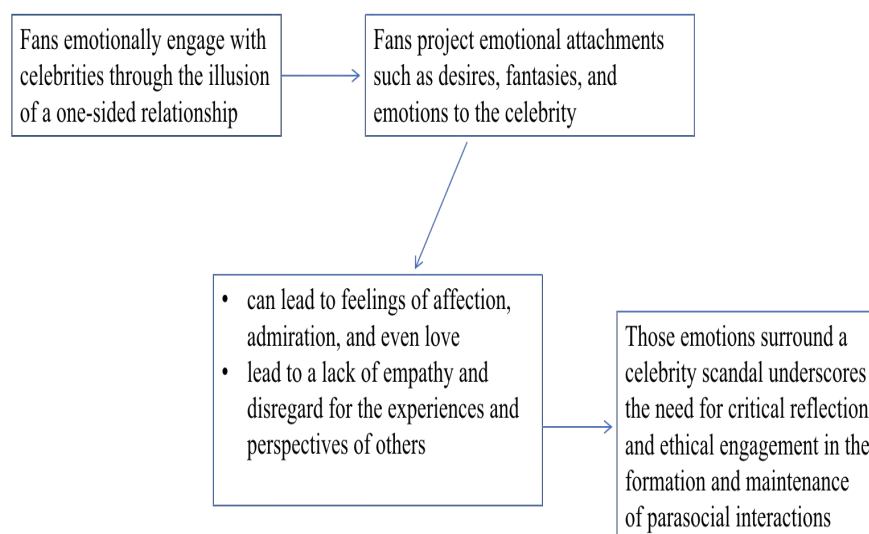 Fans emotionally engage with
celebrities through the illusion
of a one-sided relationship
Fans project emotional attachments
such as desires, fantasies, and
emotions to the celebrity
• can lead to feelings of affection,
admiration, and even love
• lead to a lack of empathy and
disregard for the experiences and
perspectives of others
Those emotions surround a
celebrity scandal underscores
the need for critical reflection
and ethical engagement in the
formation and maintenance
of parasocial interactions